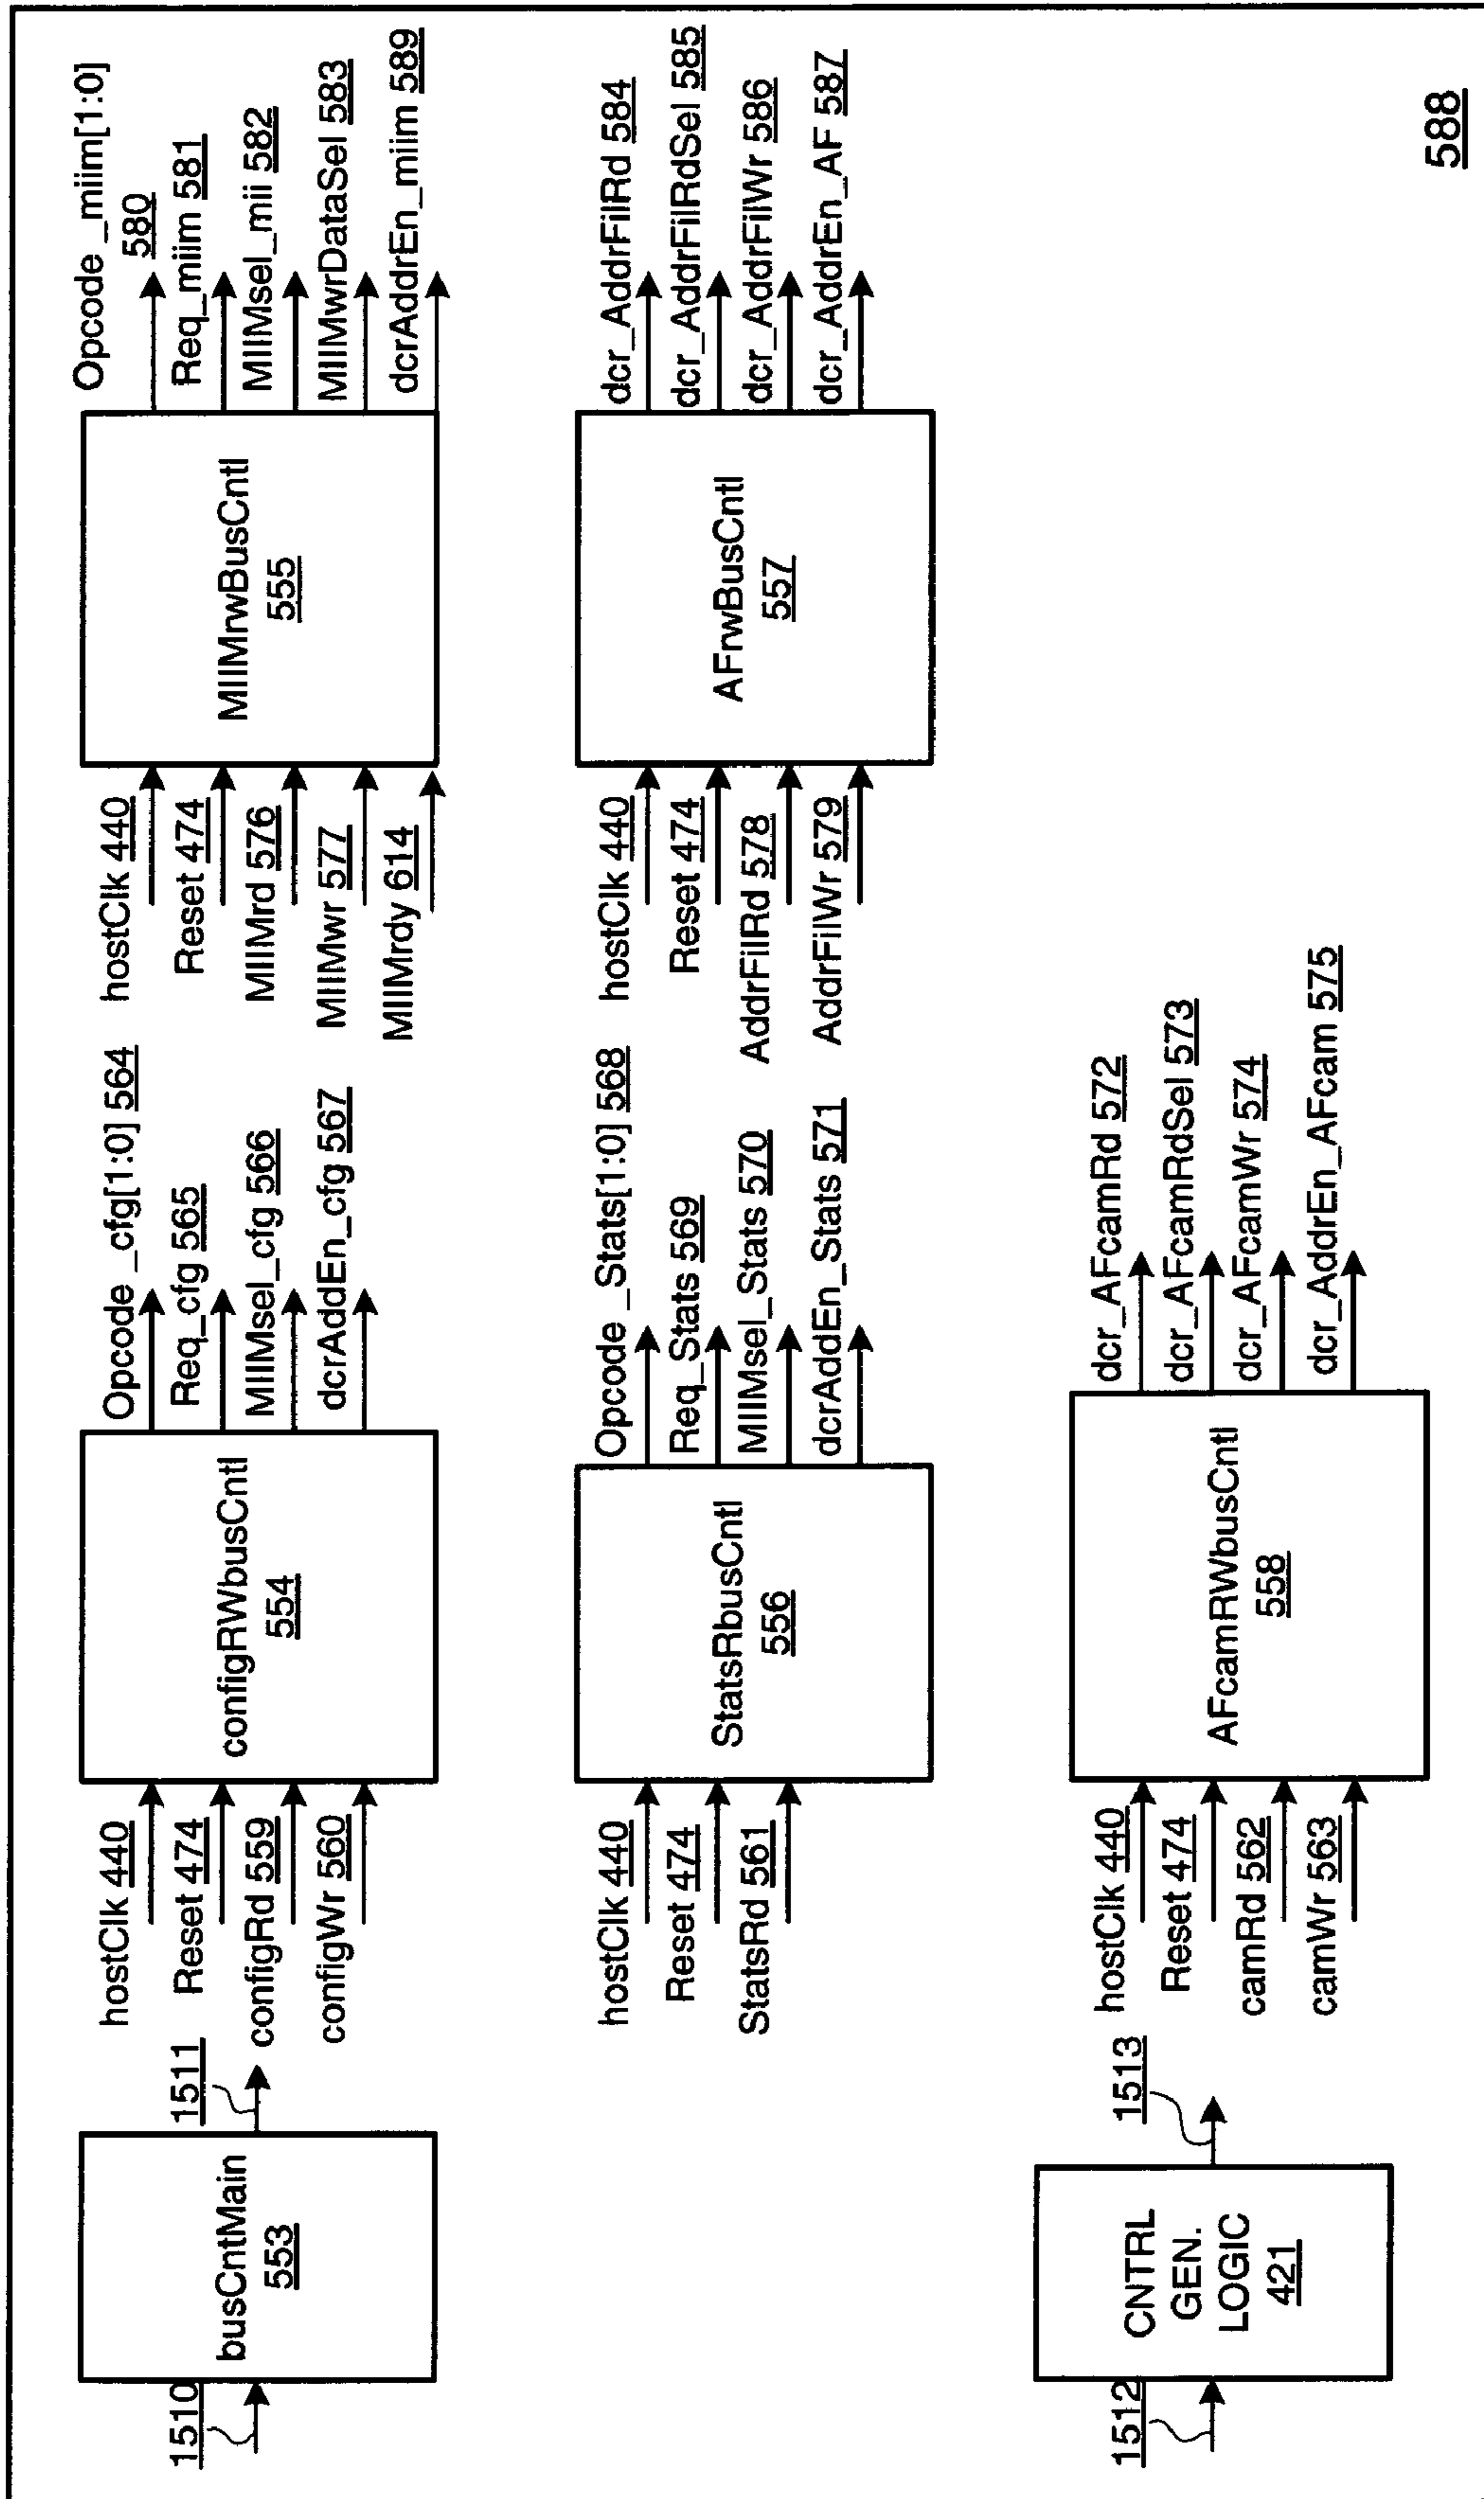 1510
busCntMain
553
1511
hostClk 440
Reset 474
configRd 559
configWr 560
configRWbusCntl
554
Opcode _cfg[1:0] 564
Req_cfg 565
MIIMsel_cfg 566
dcrAddEn_cfg 567
hostClk 440
Reset 474
MIIMrd 576
MIIMwr 577
MIIMrdy 614
MIIMrwBusCntl
555
Opcode _miim[1:0]
580
Req_miim 581
MIIMsel_mii 582
MIIMwrDataSel 583
dcrAddrEn_miim 589
hostClk 440
Reset 474
StatsRd 561
StatsRbusCntl
556
Opcode _Stats[1:0] 568
Req_Stats 569
MIIMsel_Stats 570
dcrAddEn_Stats 571
hostClk 440
Reset 474
AddrFilRd 578
AddrFilWr 579
AFrwBusCntl
557
dcr_AddrFilRd 584
dcr_AddrFilRdSel 585
dcr_AddrFilWr 586
dcr_AddrEn_AF 587
1512
CNTRL
GEN.
LOGIC
421
1513
hostClk 440
Reset 474
camRd 562
camWr 563
AFcamRWbusCntl
558
dcr_AFcamRd 572
dcr_AFcamRdSel 573
dcr_AFcamWr 574
dcr_AddrEn_AFcam 575
588